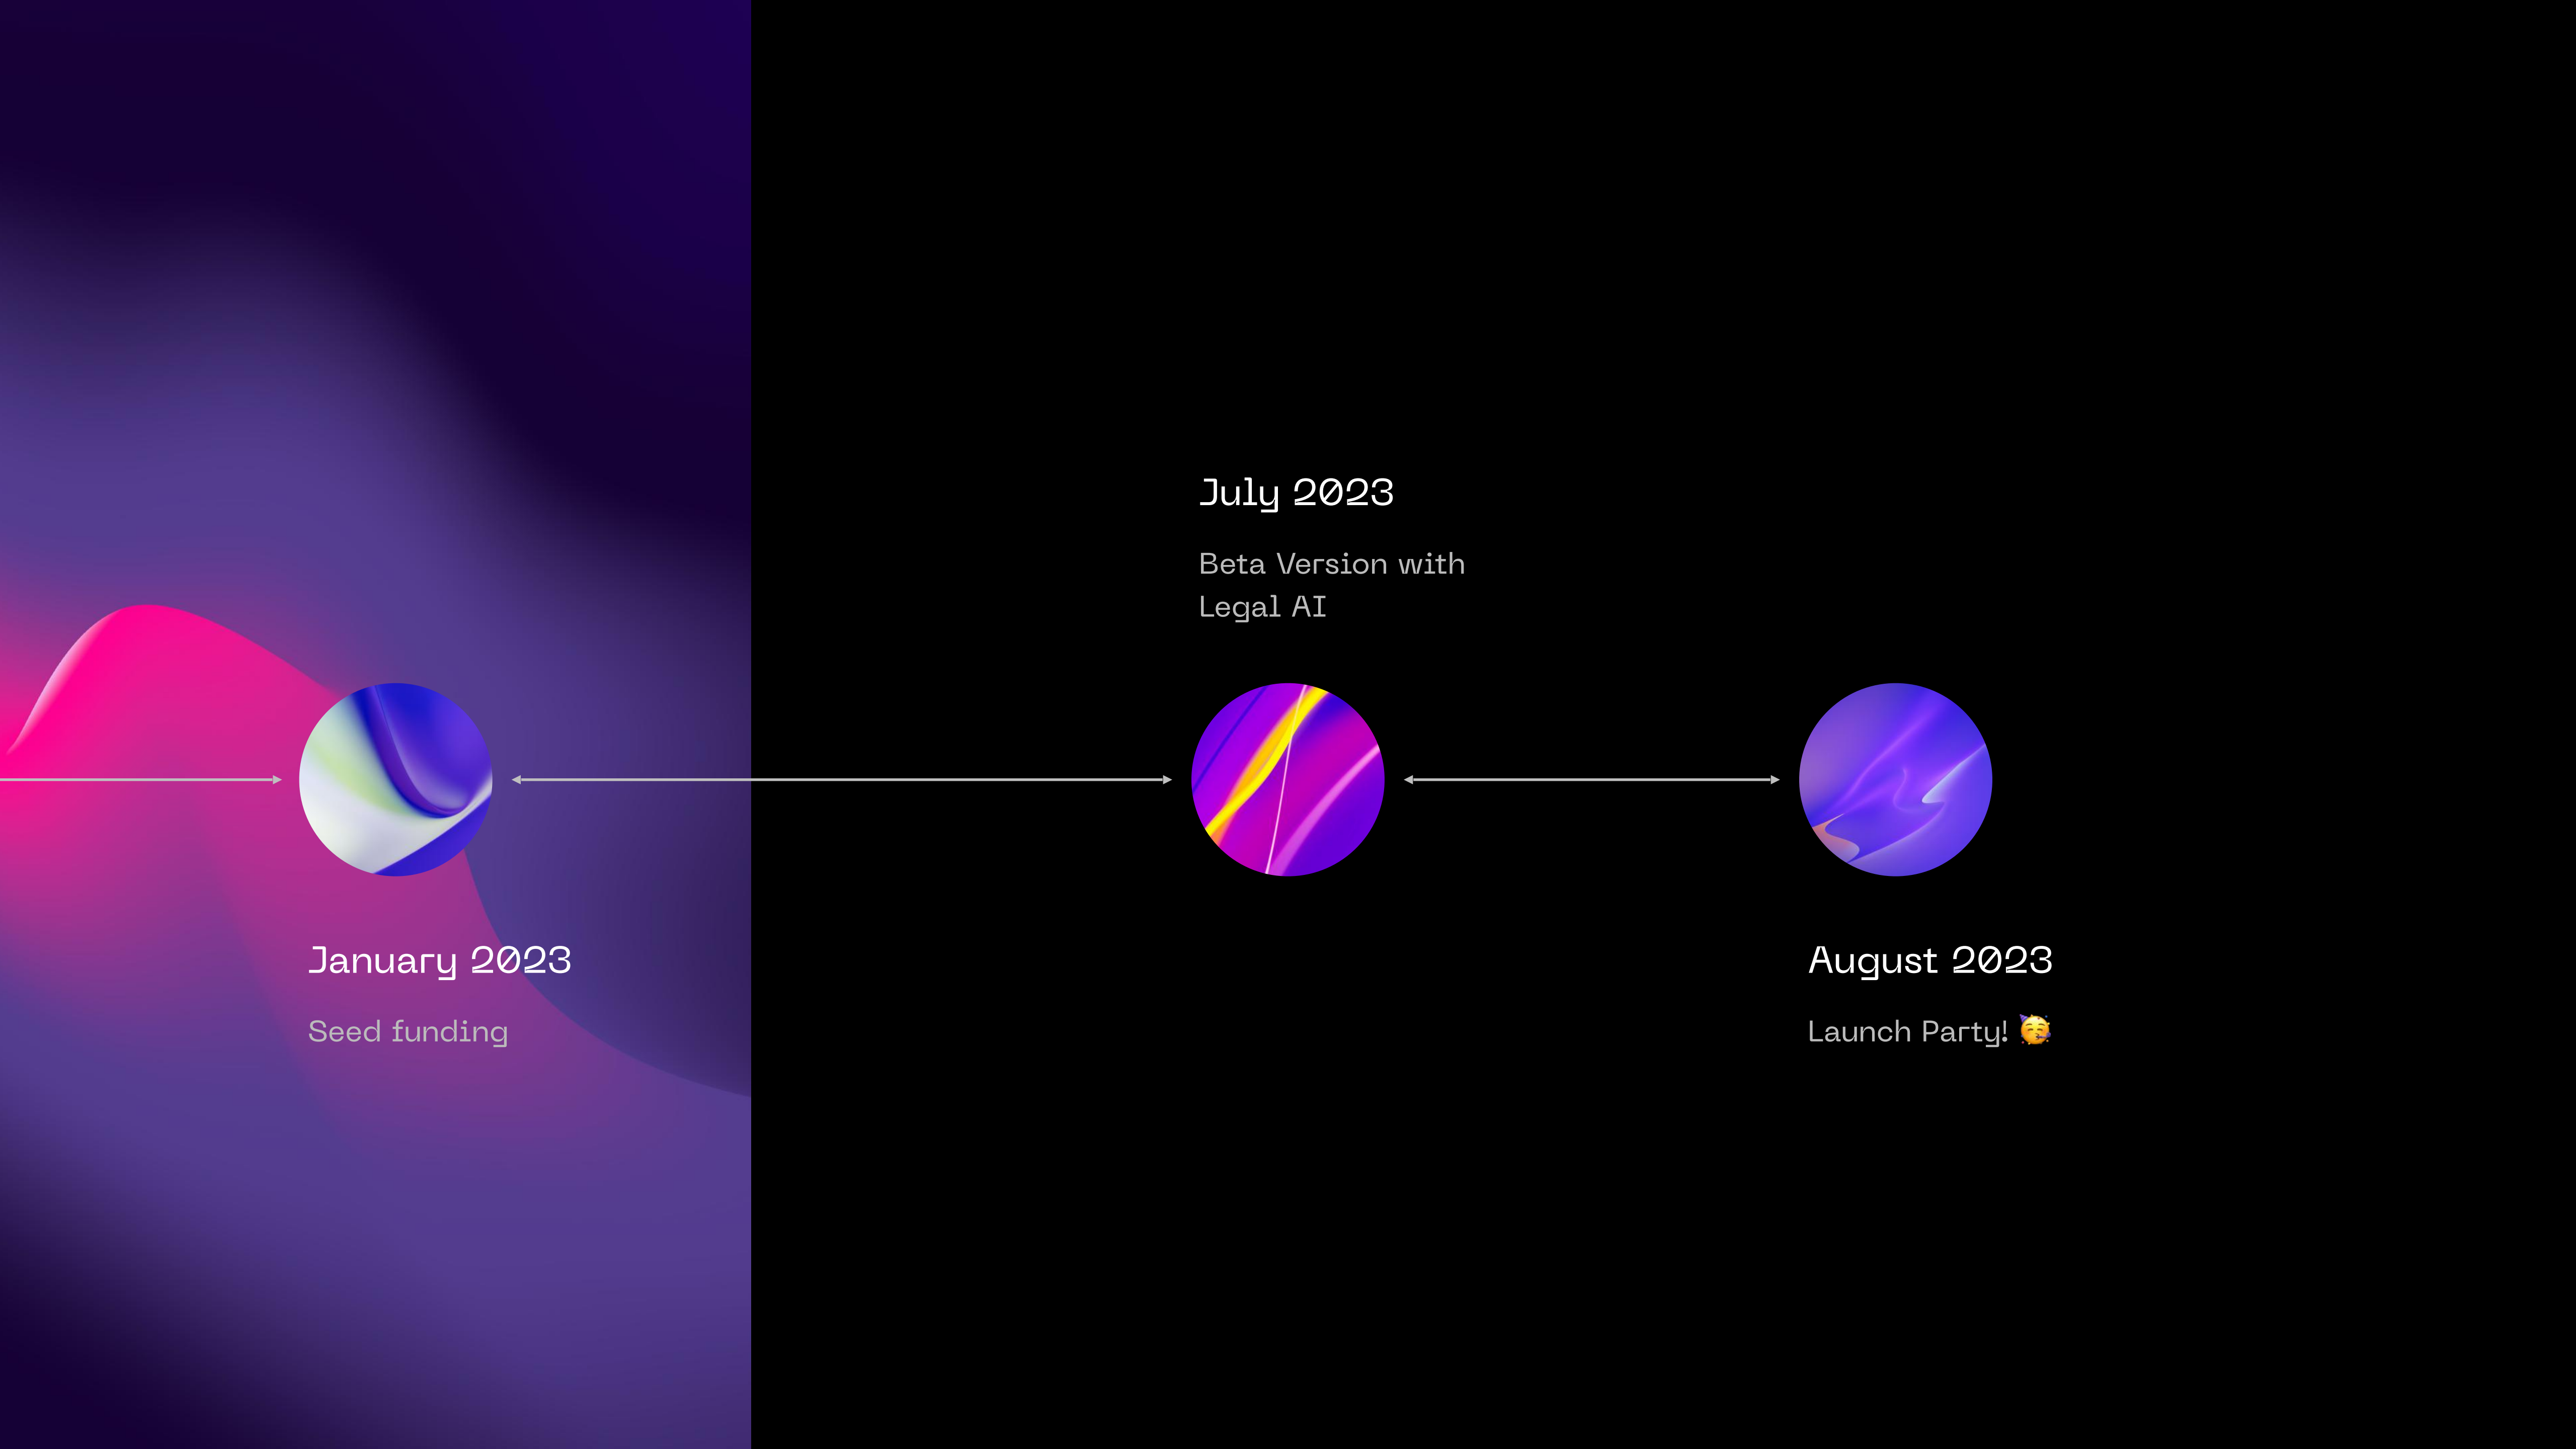 January 2023
Seed funding
July 2023
Beta Version with
Legal AI
August 2023
Launch Party! 🥳